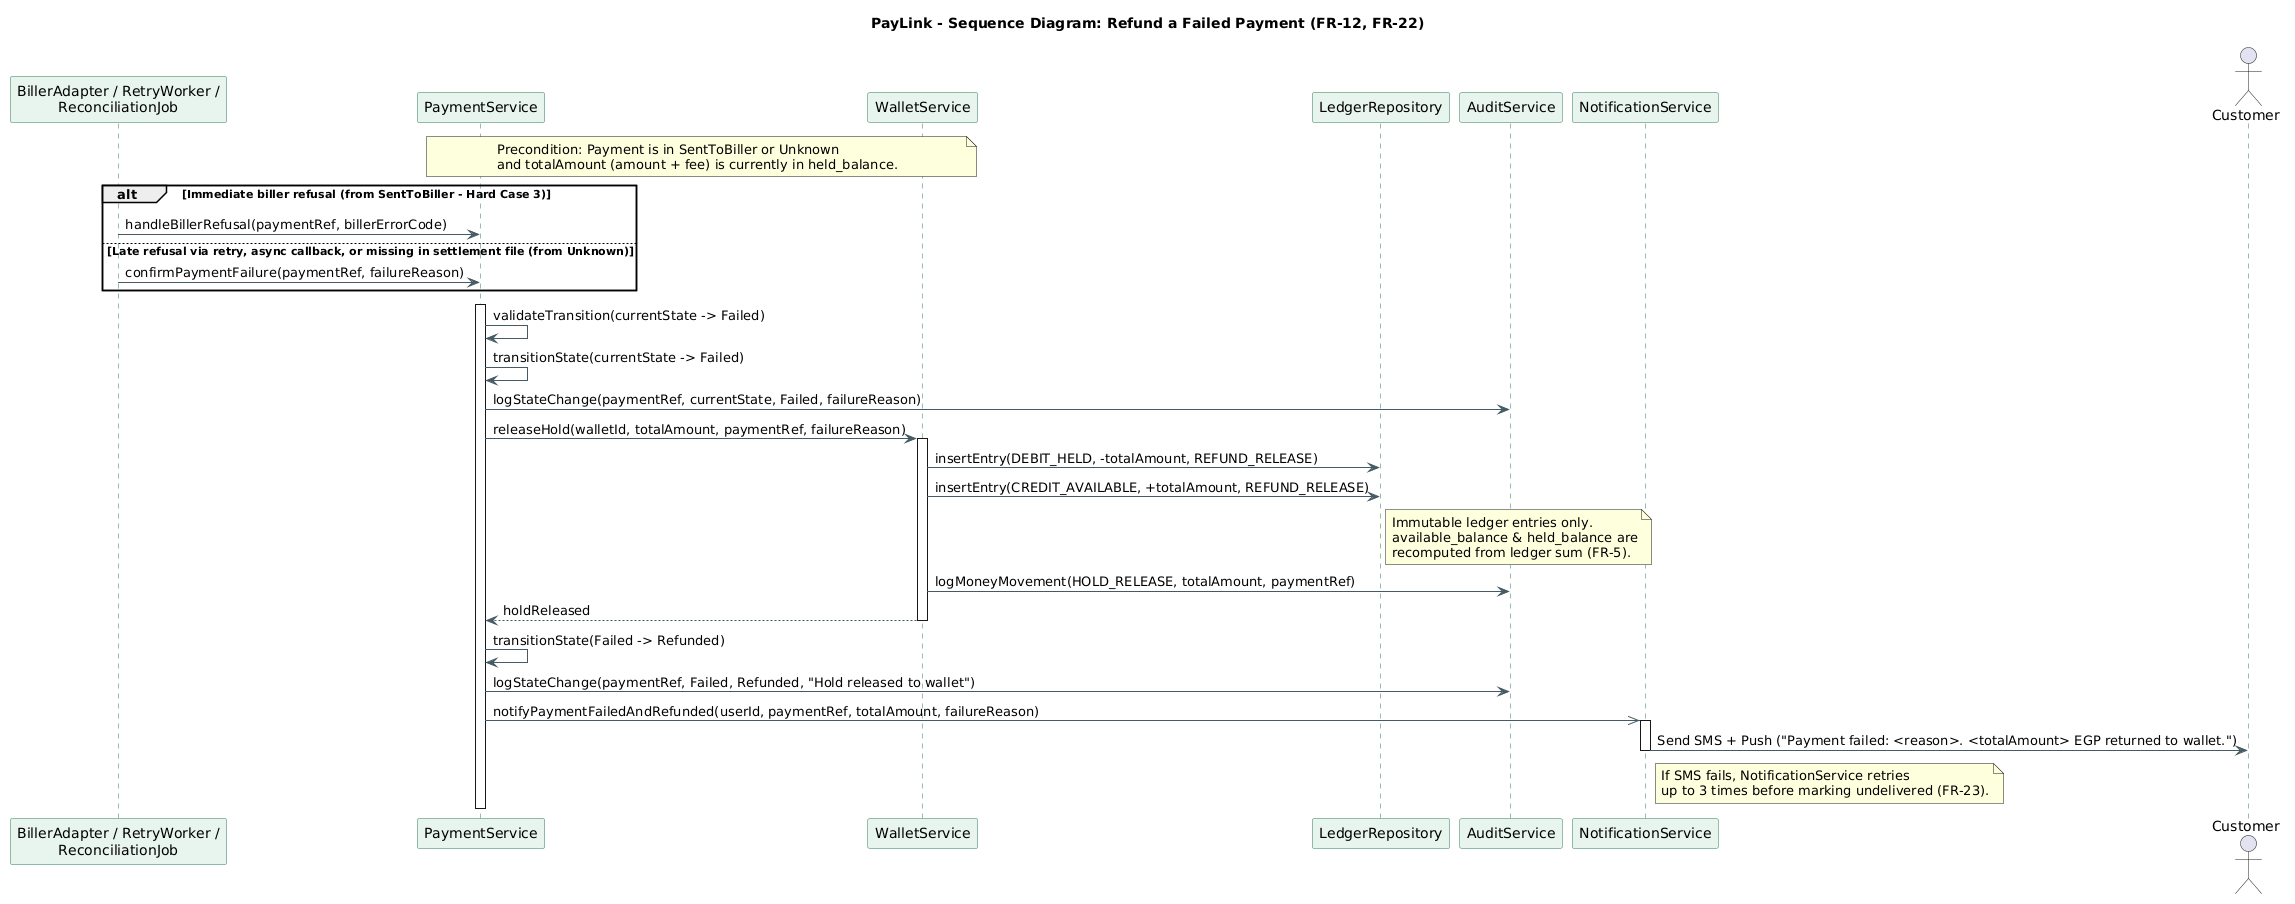 PayLink - Sequence Diagram: Refund a Failed Payment (FR-12, FR-22)
BillerAdapter / RetryWorker /
ReconciliationJob
PaymentService
WalletService
LedgerRepository
AuditService
NotificationService
Customer
Precondition: Payment is in SentToBiller or Unknown
and totalAmount (amount + fee) is currently in held_balance.
alt [Immediate biller refusal (from SentToBiller - Hard Case 3)]
handleBillerRefusal(paymentRef, billerErrorCode)
[Late refusal via retry, async callback, or missing in settlement file (from Unknown)]
confirmPaymentFailure(paymentRef, failureReason)
validateTransition(currentState -> Failed)
transitionState(currentState -> Failed)
logStateChange(paymentRef, currentState, Failed, failureReason)
releaseHold(walletId, totalAmount, paymentRef, failureReason)
insertEntry(DEBIT_HELD, -totalAmount, REFUND_RELEASE)
insertEntry(CREDIT_AVAILABLE, +totalAmount, REFUND_RELEASE)
Immutable ledger entries only.
available_balance & held_balance are
recomputed from ledger sum (FR-5).
logMoneyMovement(HOLD_RELEASE, totalAmount, paymentRef)
holdReleased
transitionState(Failed -> Refunded)
logStateChange(paymentRef, Failed, Refunded, "Hold released to wallet")
notifyPaymentFailedAndRefunded(userId, paymentRef, totalAmount, failureReason)
Send SMS + Push ("Payment failed: <reason>. <totalAmount> EGP returned to wallet.")
If SMS fails, NotificationService retries
up to 3 times before marking undelivered (FR-23).
BillerAdapter / RetryWorker /
ReconciliationJob
PaymentService
WalletService
LedgerRepository
AuditService
NotificationService
Customer